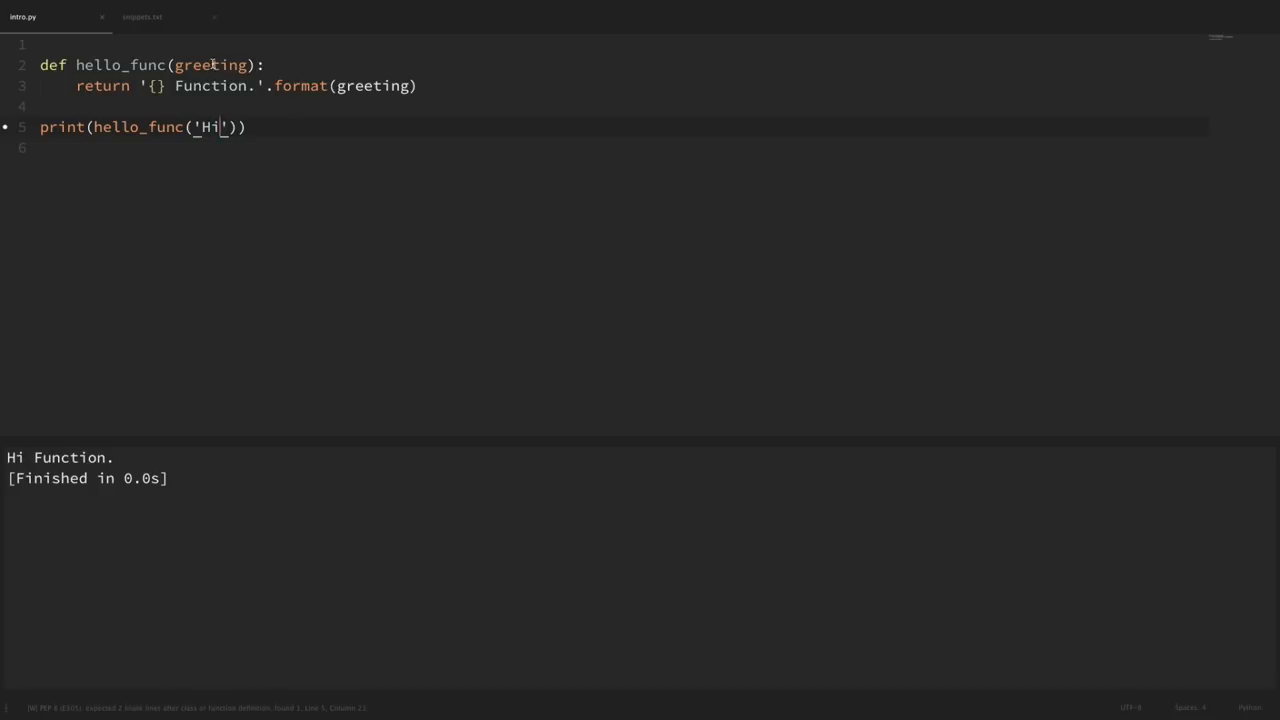 intro.py × snippets.txt ×
1
2 def hello_func(greeting):
3     return '{} Function.'.format(greeting)
4
• 5 print(hello_func('Hi'))
6
Hi Function.
[Finished in 0.0s]
[W] PEP 8 (E305): expected 2 blank lines after class or function definition, found 1, Line 5, Column 21 UTF-8 Spaces: 4 Python